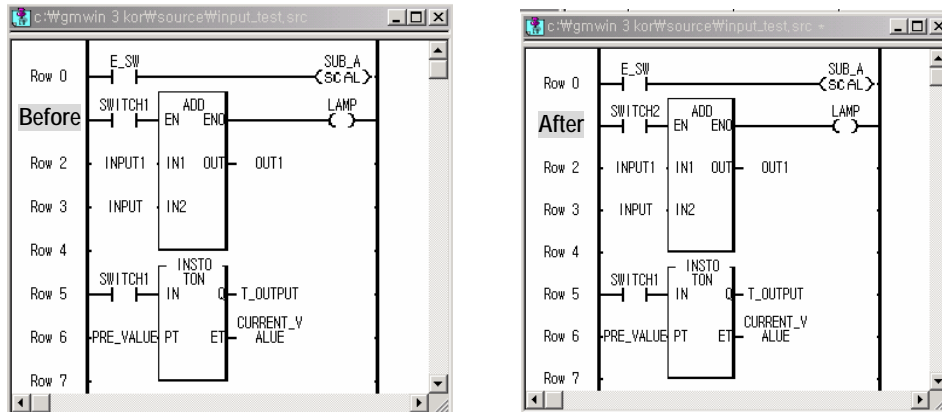 c:₩gmwin 3 kor₩source₩input_test,src
E_SW SUB_A
Row 0 SCAL
SWITCH1 ADD LAMP
Before EN ENO
Row 2 INPUT1 IN1 OUT OUT1
Row 3 INPUT IN2
Row 4
INSTO
SWITCH1 TON
Row 5 IN Q T_OUTPUT
CURRENT_V
Row 6 PRE_VALUE PT ET ALUE
Row 7
c:₩gmwin 3 kor₩source₩input_test,src *
E_SW SUB_A
Row 0 SCAL
SWITCH2 ADD LAMP
After EN ENO
Row 2 INPUT1 IN1 OUT OUT1
Row 3 INPUT IN2
Row 4
INSTO
SWITCH1 TON
Row 5 IN Q T_OUTPUT
CURRENT_V
Row 6 PRE_VALUE PT ET ALUE
Row 7